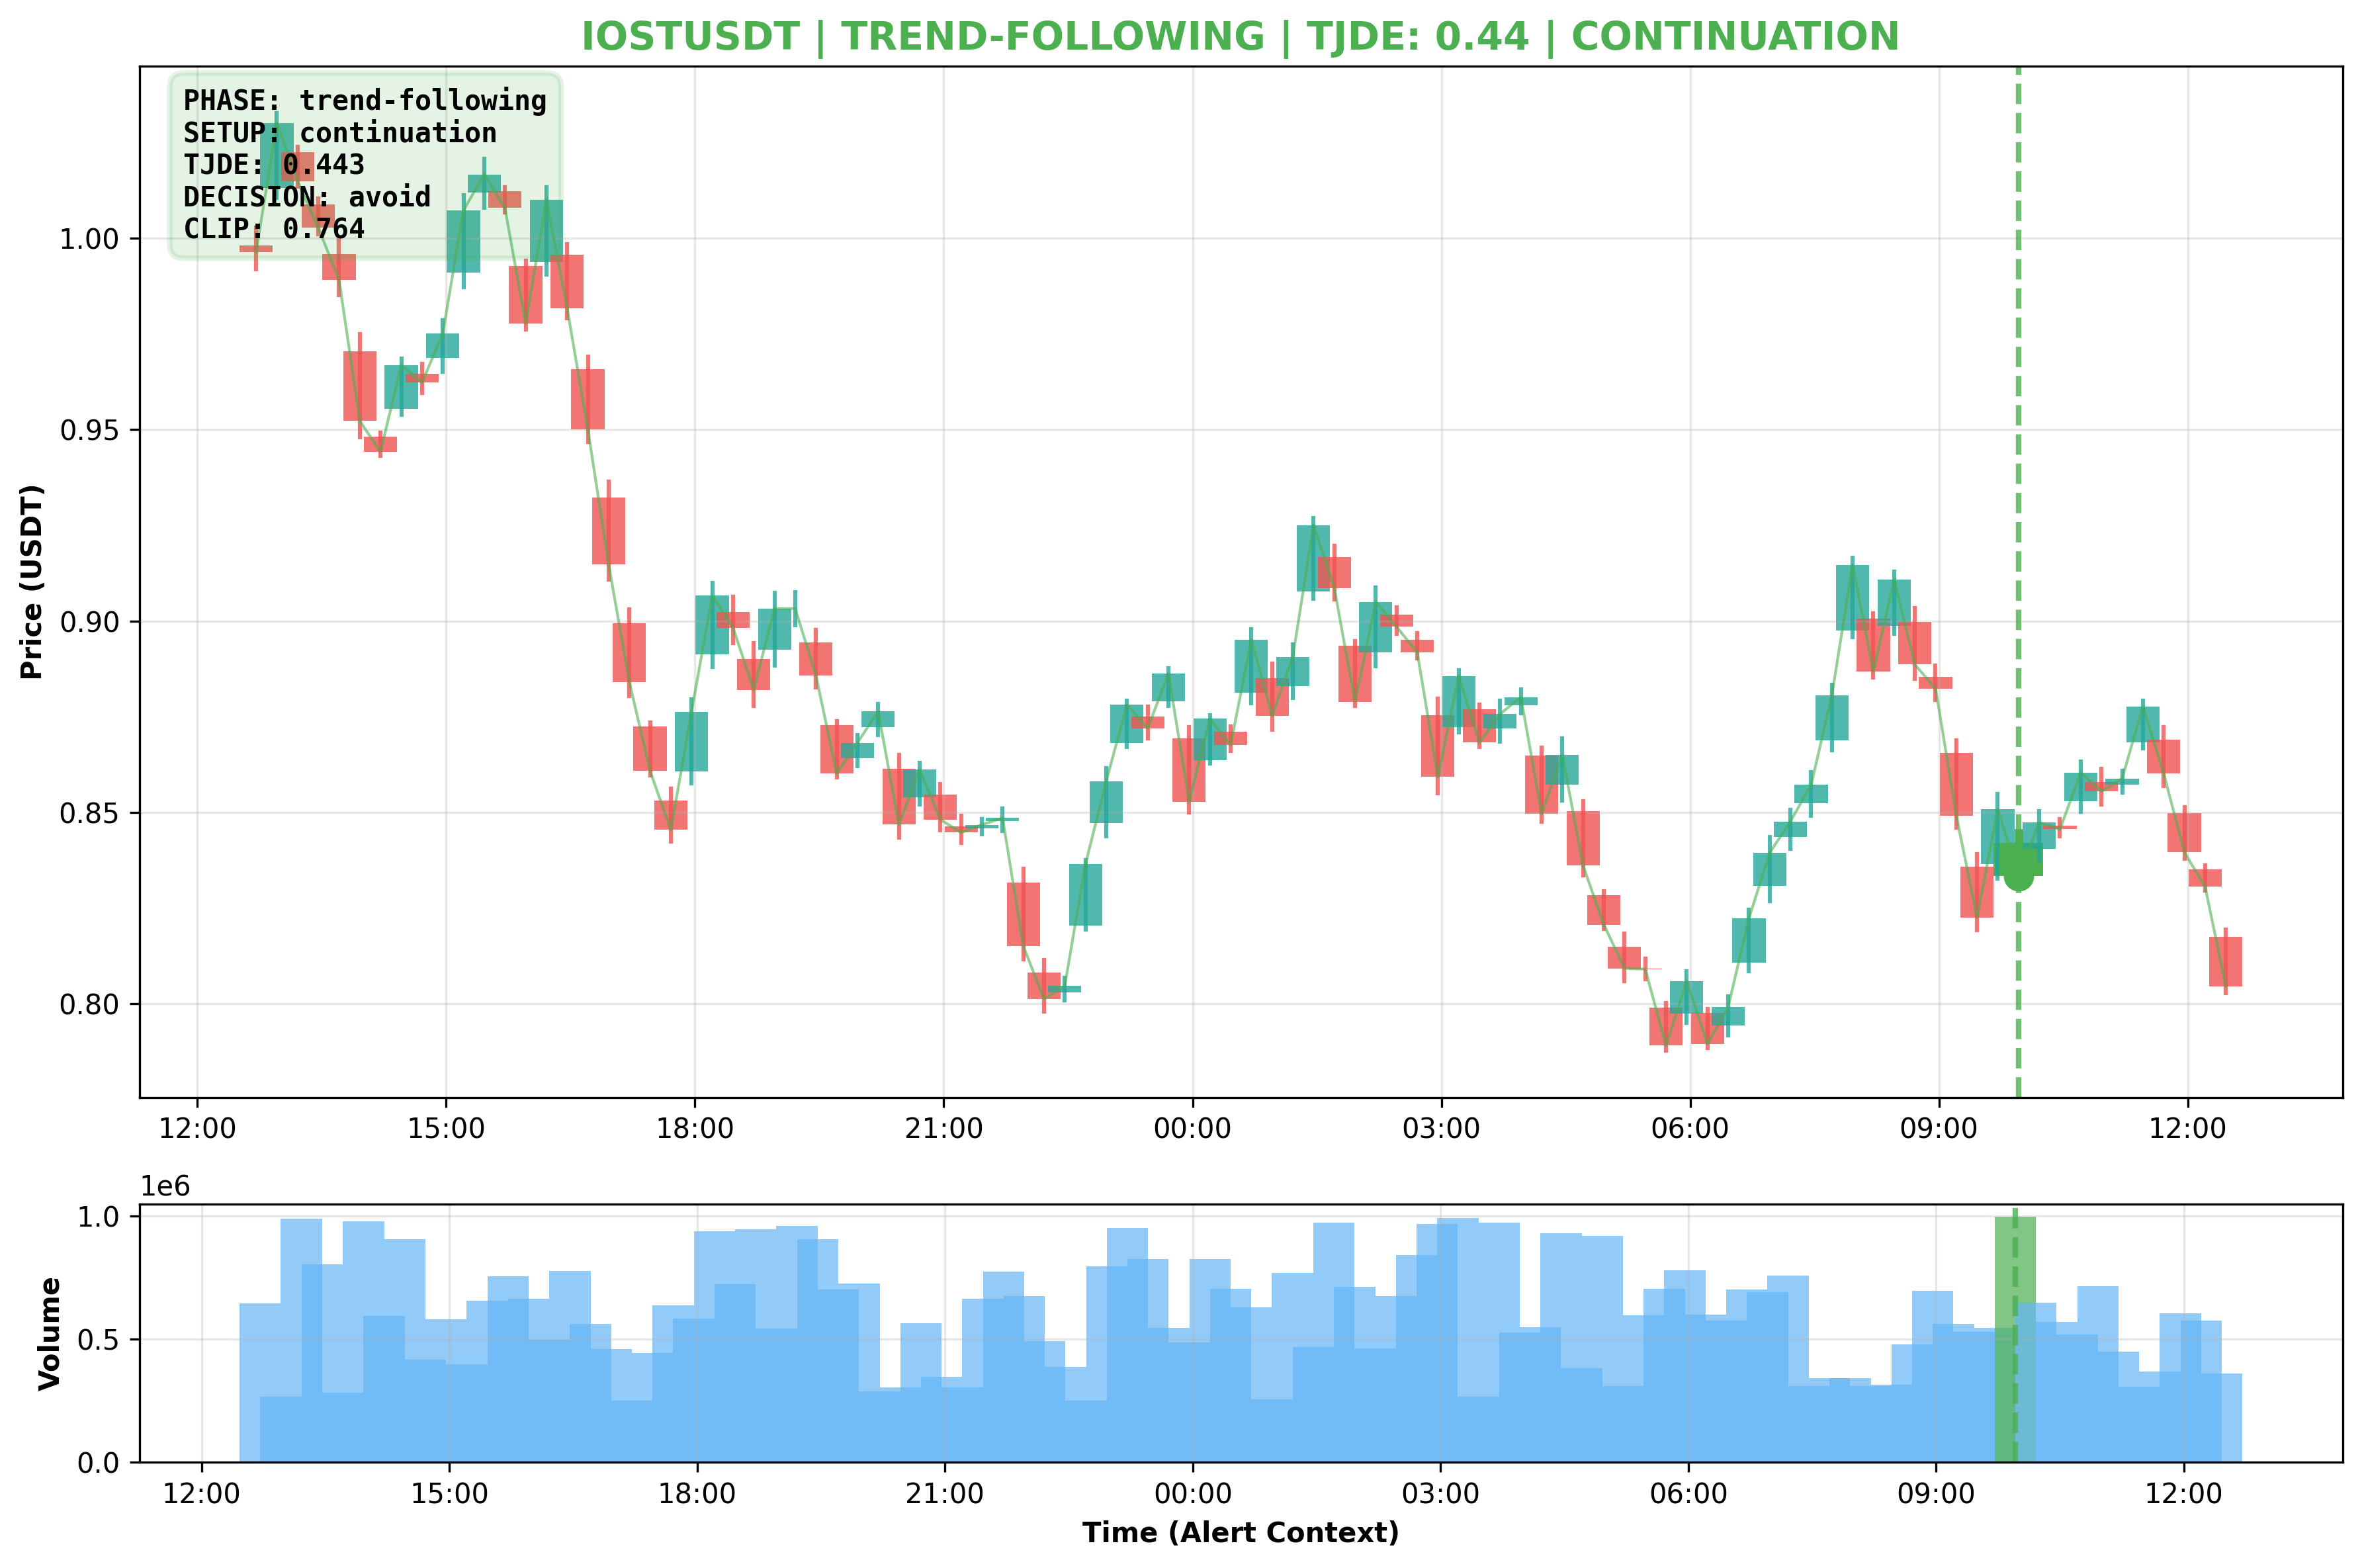 IOSTUSDT | TREND-FOLLOWING | TJDE: 0.44 | CONTINUATION
PHASE: trend-following
SETUP: continuation
TJDE: 0.443
DECISION: avoid
CLIP: 0.764
Price (USDT)
1.00
0.95
0.90
0.85
0.80
12:00 15:00 18:00 21:00 00:00 03:00 06:00 09:00 12:00
1e6
Volume
1.0
0.5
0.0
12:00 15:00 18:00 21:00 00:00 03:00 06:00 09:00 12:00
Time (Alert Context)